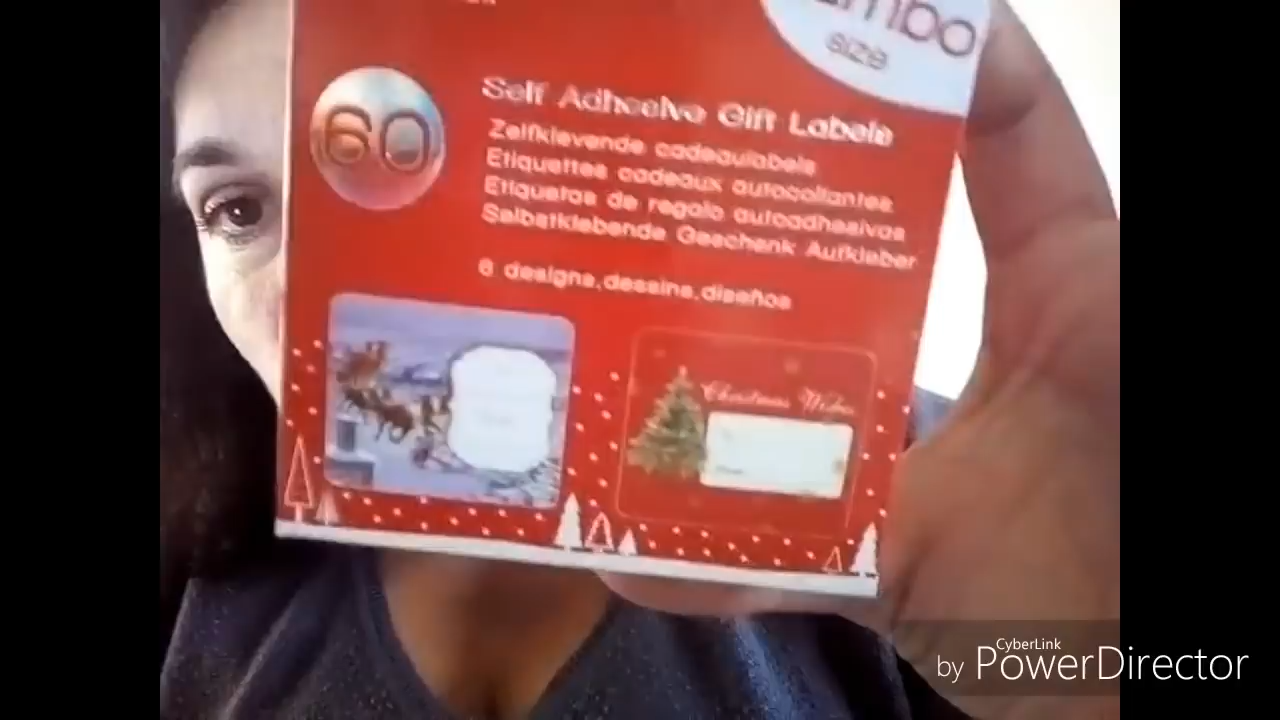 size
60
Self Adhesive Gift Labels
Zelfklevende cadeaulabels
Etiquettes cadeaux autocollantes
Etiquetas de regalo autoadhesivas
Selbstklebende Geschenk Aufkleber
6 designs,dessins,diseños
Christmas
CyberLink
by PowerDirector